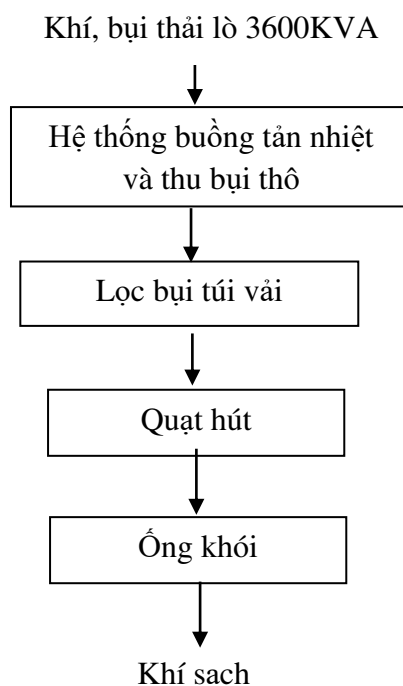 Khí, bụi thải lò 3600KVA
Hệ thống buồng tản nhiệt
và thu bụi thô
Lọc bụi túi vải
Quạt hút
Ống khói
Khí sạch